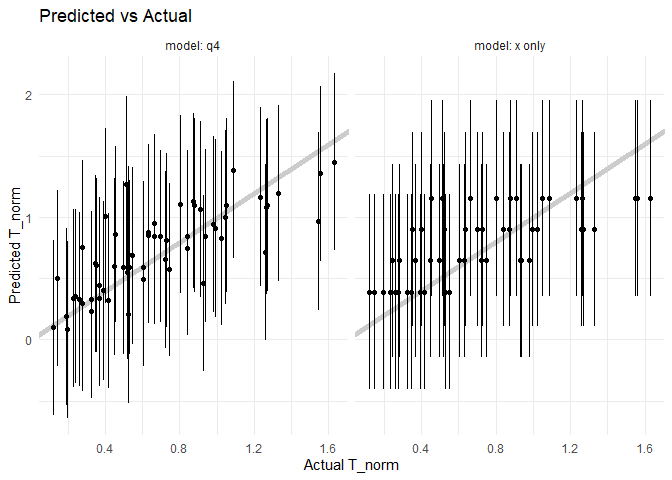 Predicted vs Actual
model: q4
model: x only
2
1
0
Predicted T_norm
0.4
0.8
1.2
1.6
0.4
0.8
1.2
1.6
Actual T_norm